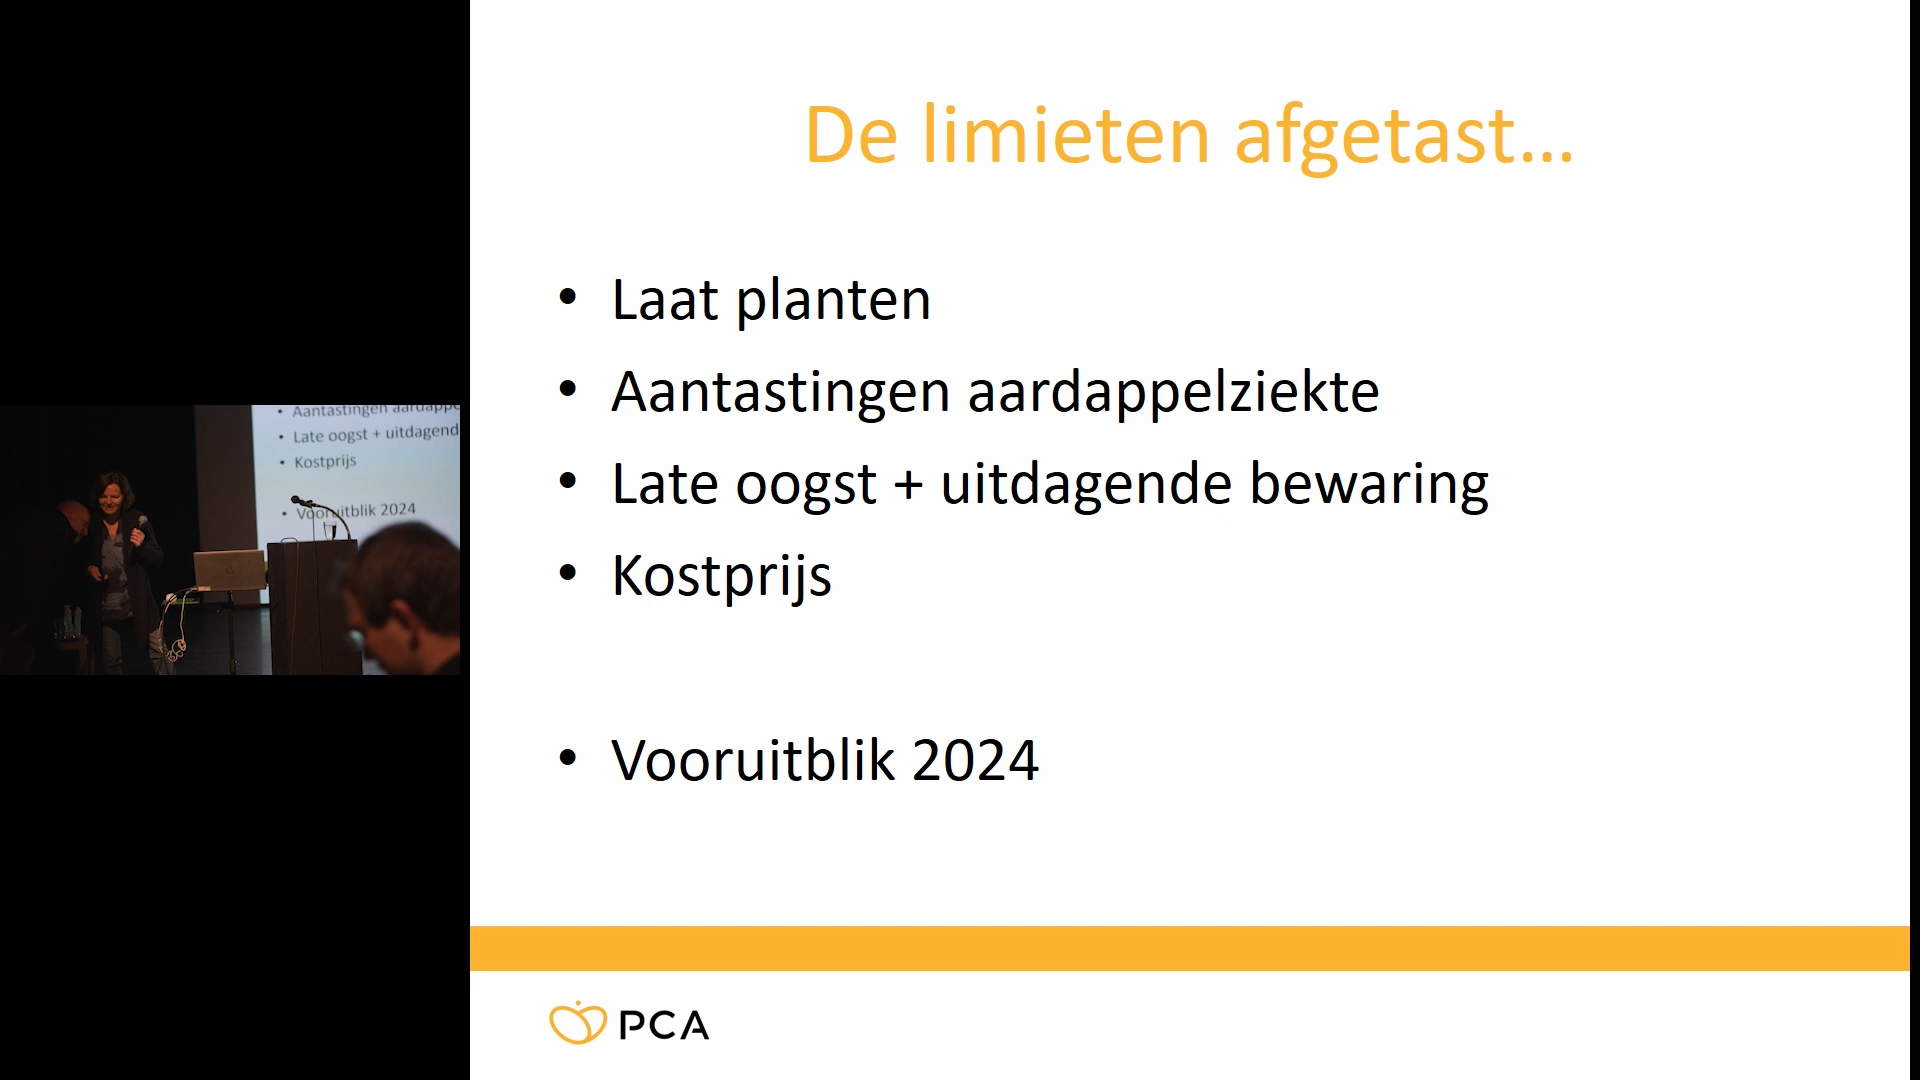 De limieten afgetast...
• Laat planten
• Aantastingen aardappelziekte
• Late oogst + uitdagende bewaring
• Kostprijs
• Vooruitblik 2024
PCA
• Aantastingen aardapp
• Late oogst + uitdagend
• Kostprijs
• Vooruitblik 2024